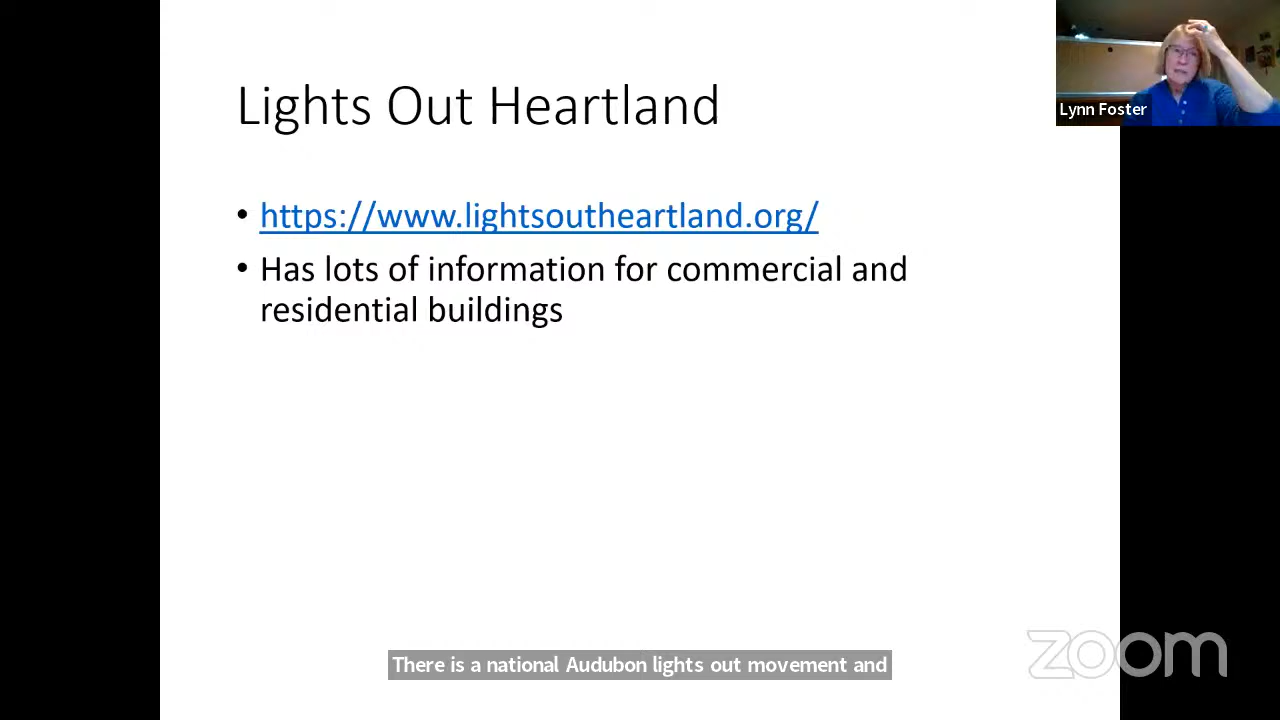 Lights Out Heartland
Lynn Foster
• https://www.lightsoutheartland.org/
• Has lots of information for commercial and
residential buildings
There is a national Audubon lights out movement and
zoom